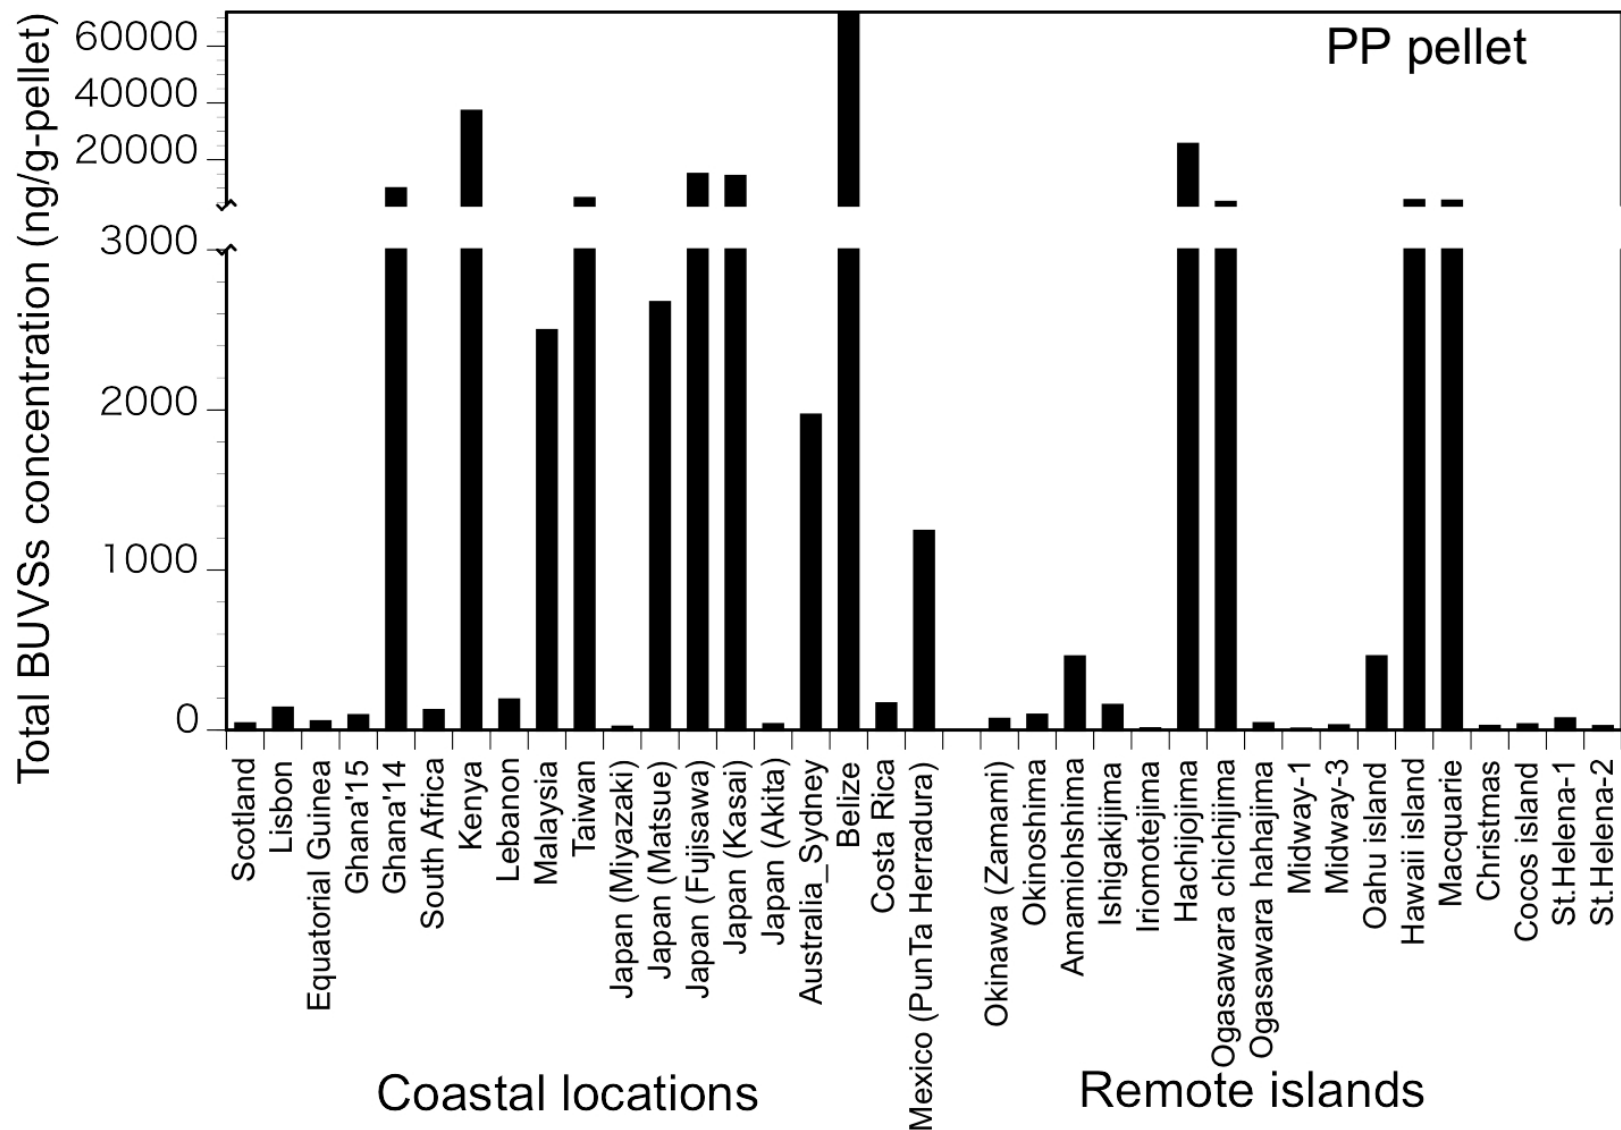 PP pellet
Total BUVSs concentration (ng/g-pellet)
60000
40000
20000
3000
2000
1000
0
Scotland
Lisbon
Equatorial Guinea
Ghana'15
Ghana'14
South Africa
Kenya
Lebanon
Malaysia
Taiwan
Japan (Miyazaki)
Japan (Matsue)
Japan (Fujisawa)
Japan (Kasai)
Japan (Akita)
Australia_Sydney
Belize
Costa Rica
Mexico (PunTa Herradura)
Okinawa (Zamami)
Okinoshima
Amamiohshima
Ishigakijima
Iriomotejima
Hachijojima
Ogasawara chichijima
Ogasawara hahajima
Midway-1
Midway-3
Oahu island
Hawaii island
Macquarie
Christmas
Cocos island
St.Helena-1
St.Helena-2
Coastal locations
Remote islands